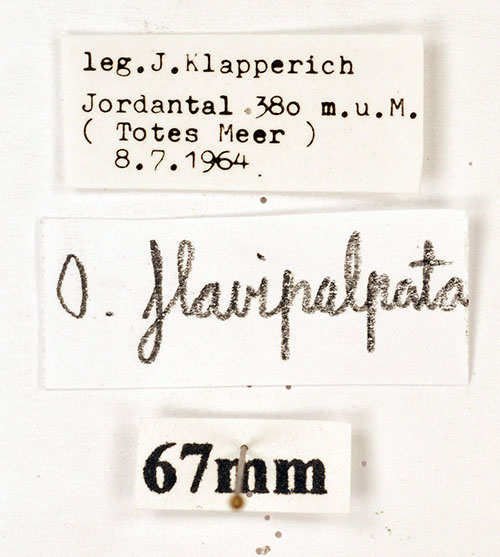 leg.J.Klapperich
Jordantal 380 m.u.M.
( Totes Meer )
8.7.1964
O. flavipalpata
67mm